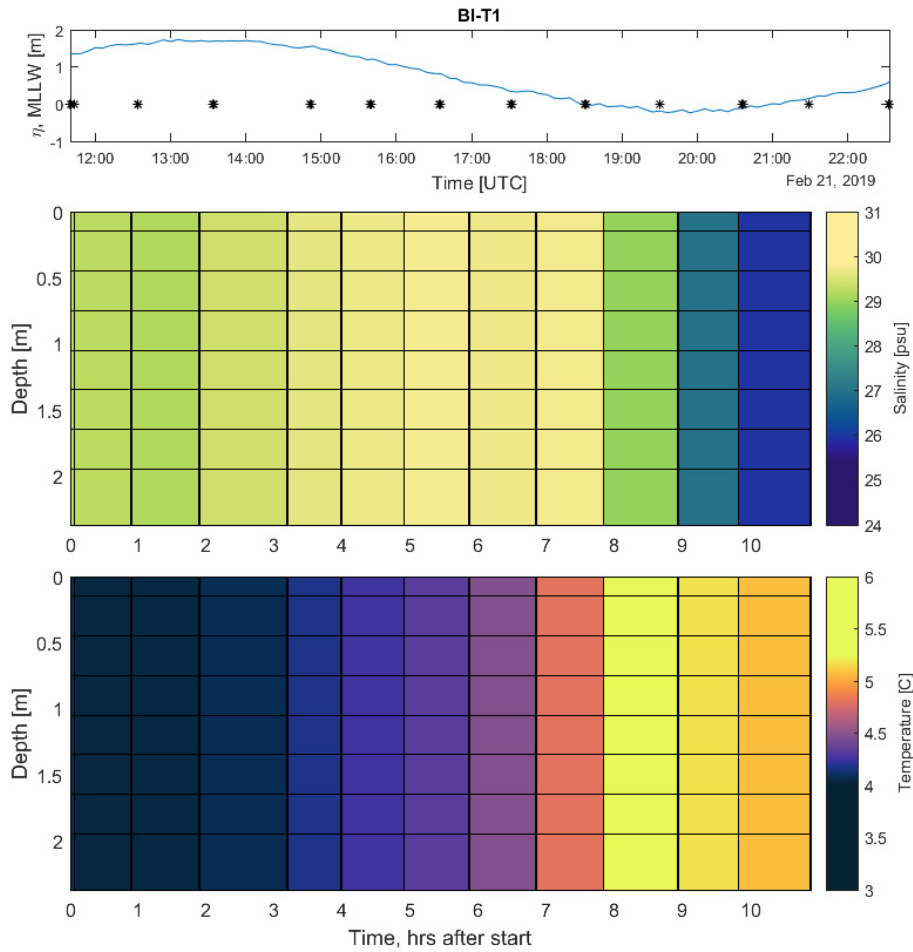 BI-T1
η, MLLW [m]
2
1
0
-1
12:00 13:00 14:00 15:00 16:00 17:00 18:00 19:00 20:00 21:00 22:00
Time [UTC]
Feb 21, 2019
Depth [m]
0
0.5
1
1.5
2
0 1 2 3 4 5 6 7 8 9 10
31
30
29
28
27
26
25
24
Salinity [psu]
Depth [m]
0
0.5
1
1.5
2
0 1 2 3 4 5 6 7 8 9 10
Time, hrs after start
6
5.5
5
4.5
4
3.5
3
Temperature [C]